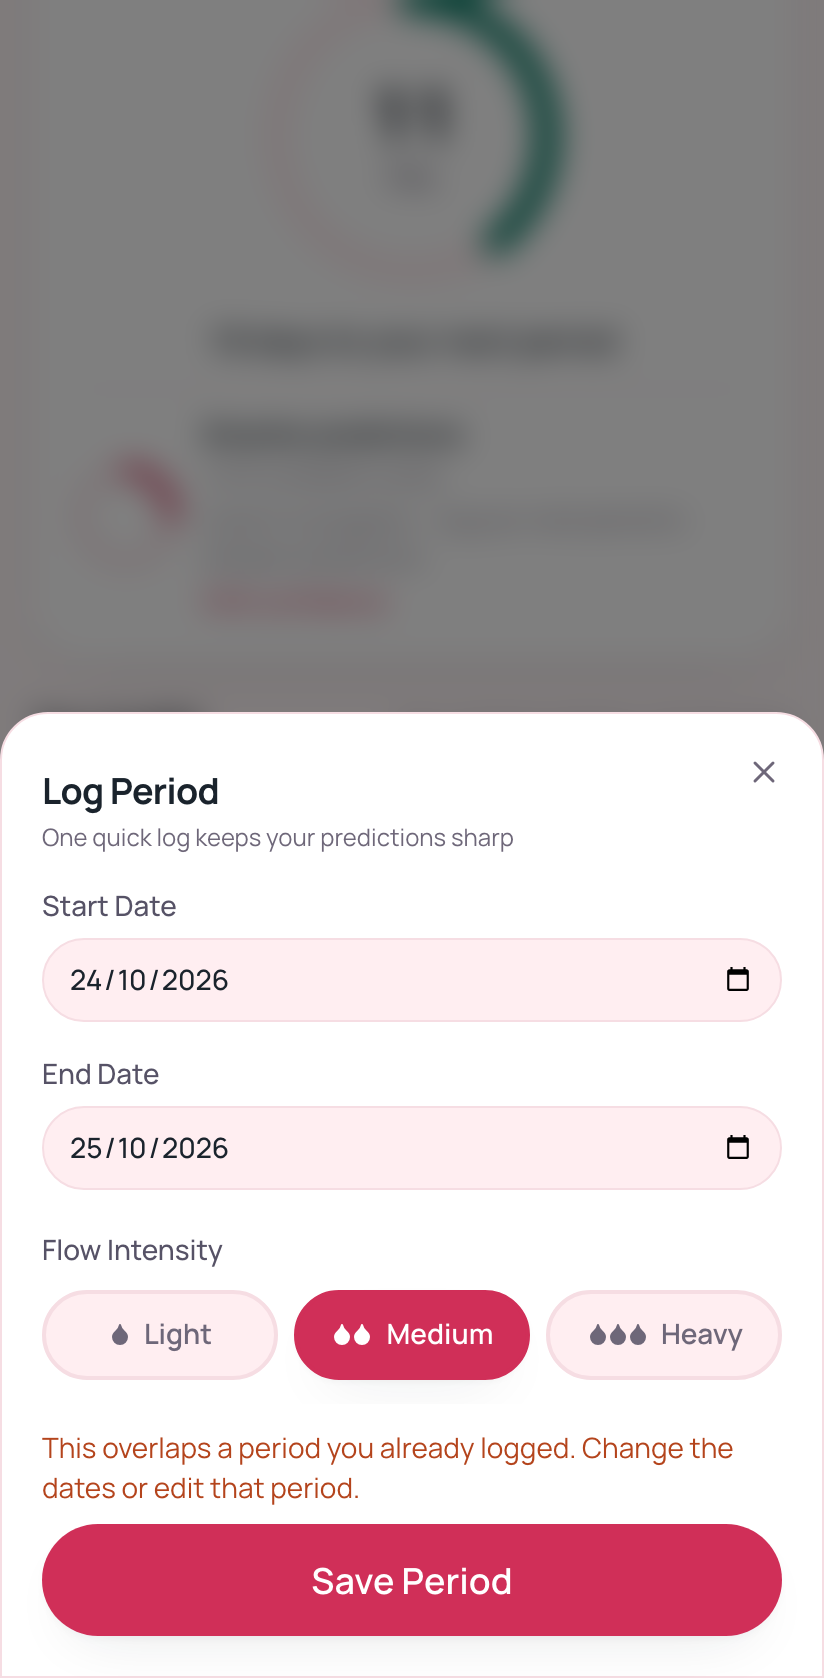 Log Period
One quick log keeps your predictions sharp
Start Date
24/10/2026
End Date
25/10/2026
Flow Intensity
Light
Medium
Heavy
This overlaps a period you already logged. Change the
dates or edit that period.
Save Period